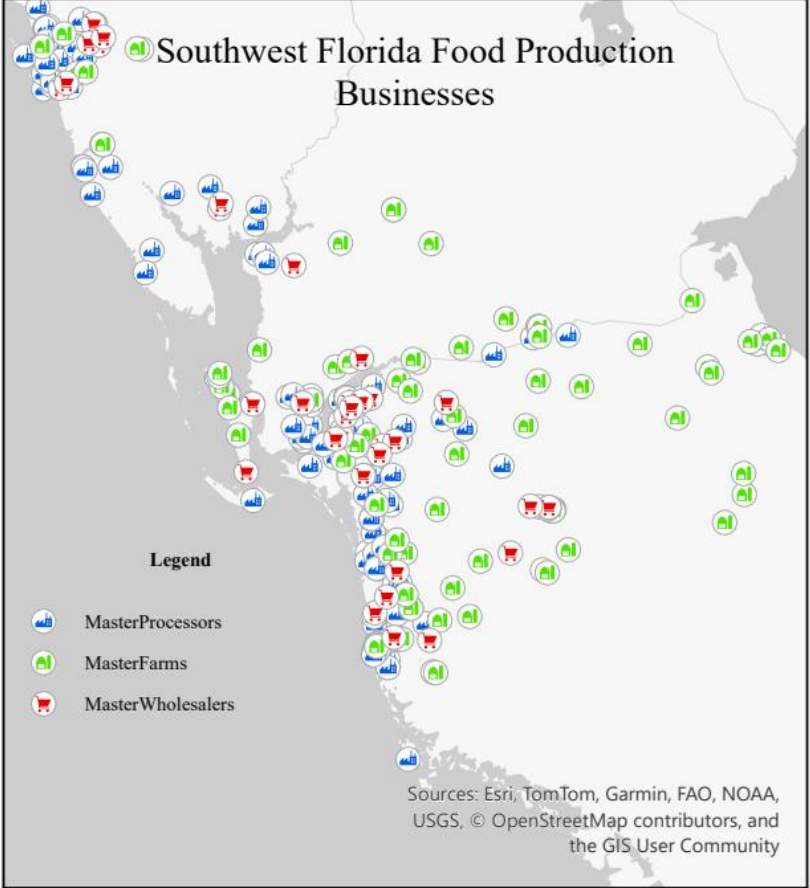 Southwest Florida Food Production
Businesses
Legend
MasterProcessors
MasterFarms
MasterWholesalers
Sources: Esri, TomTom, Garmin, FAO, NOAA,
USGS, © OpenStreetMap contributors, and
the GIS User Community